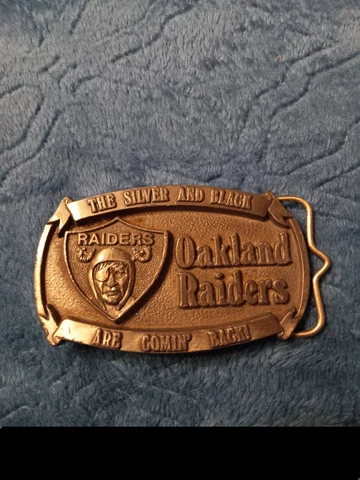 THE SILVER AND BLACK
RAIDERS
Oakland
Raiders
ARE COMIN' BACK!